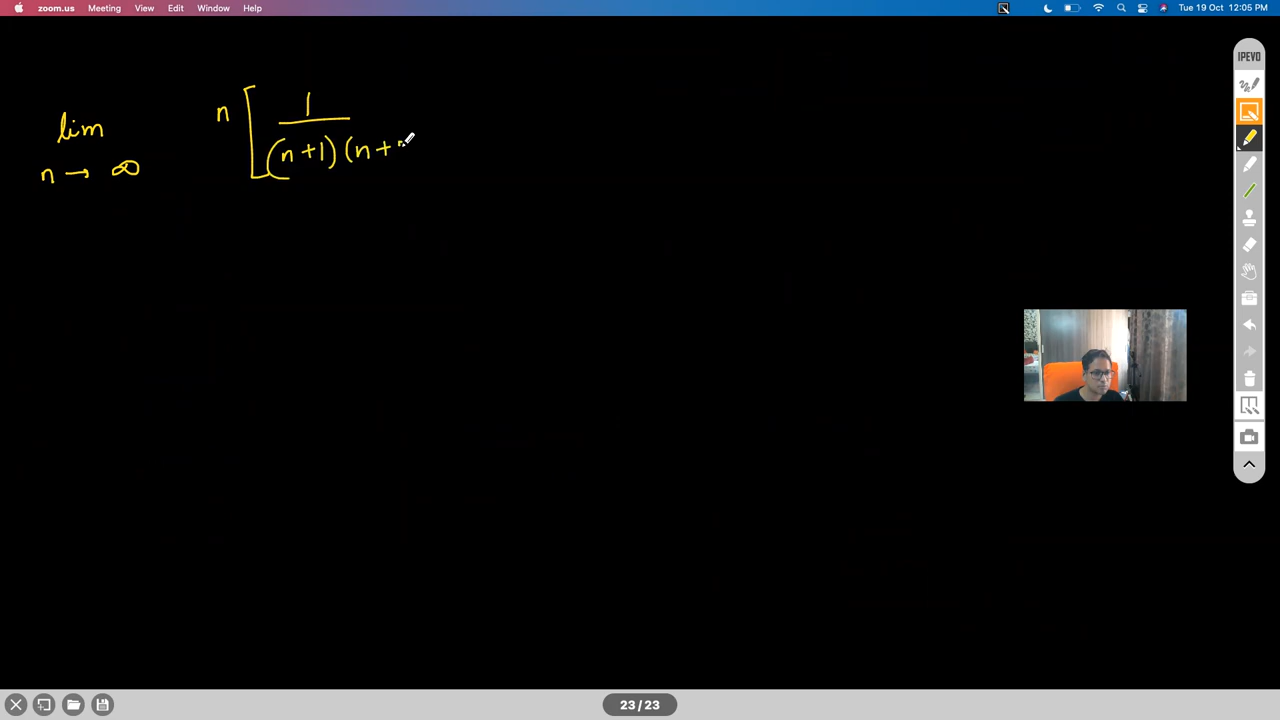 zoom.us Meeting View Edit Window Help Tue 19 Oct 12:05 PM
IPEVO
lim n [ 1
n → ∞ (n+1)(n+
23/23